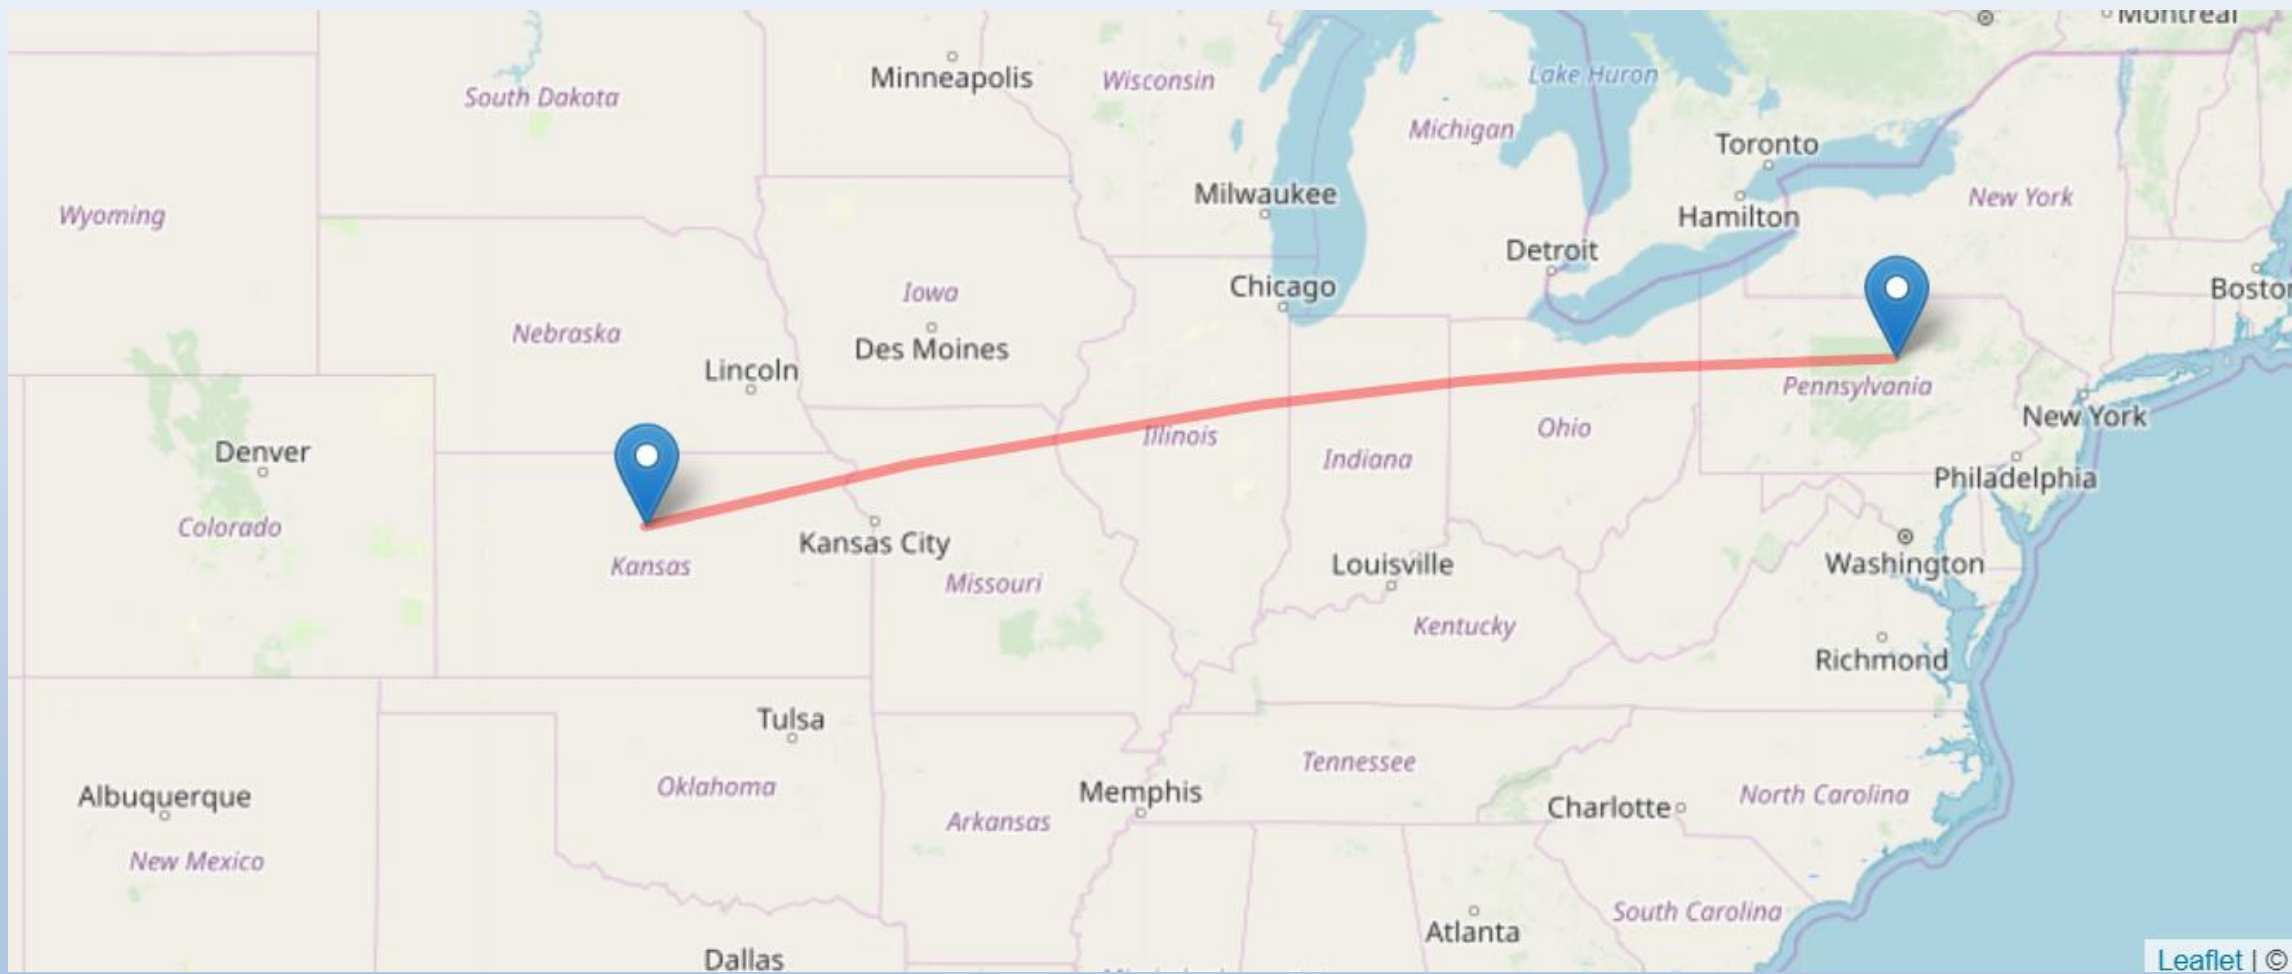 Montréal
Minneapolis
Wisconsin
Lake Huron
South Dakota
Michigan
Toronto
Milwaukee
New York
Wyoming
Hamilton
Detroit
Chicago
Boston
Iowa
Nebraska
Des Moines
Lincoln
Pennsylvania
New York
Denver
Illinois
Ohio
Indiana
Philadelphia
Colorado
Kansas City
Kansas
Missouri
Louisville
Washington
Kentucky
Richmond
Tulsa
Tennessee
Oklahoma
Memphis
Albuquerque
North Carolina
Charlotte
Arkansas
New Mexico
South Carolina
Atlanta
Dallas
Leaflet | ©